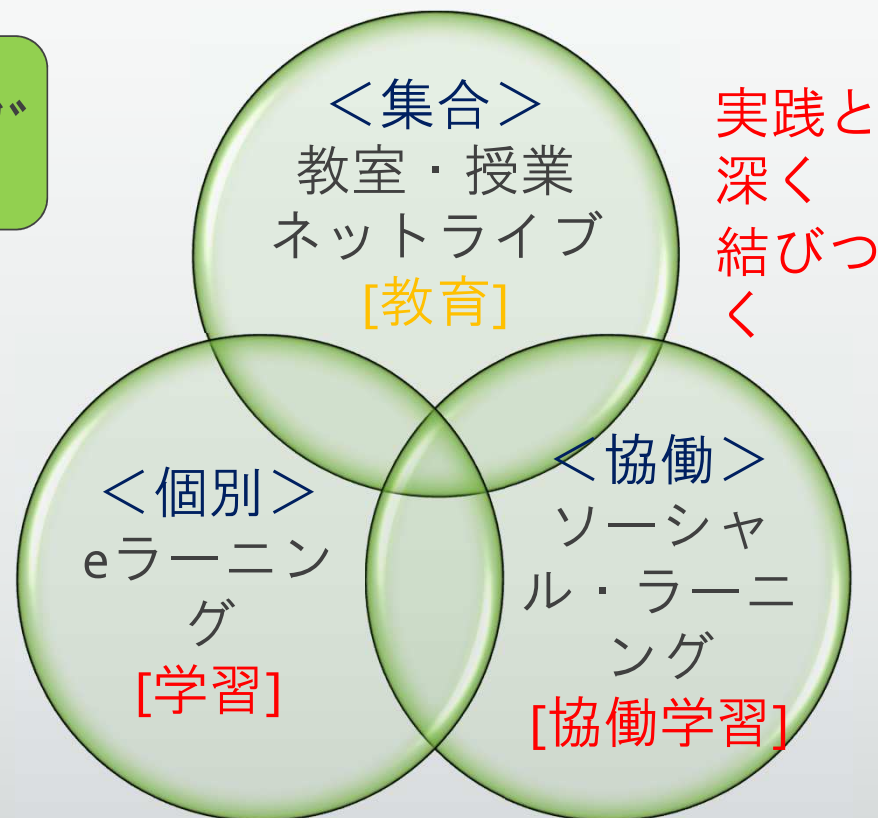 ＜集合＞
教室・授業
ネットライブ
[教育]
実践と
深く
結びつ
く
＜個別＞
eラーニン
グ
[学習]
＜協働＞
ソーシャ
ル・ラーニ
ング
[協働学習]